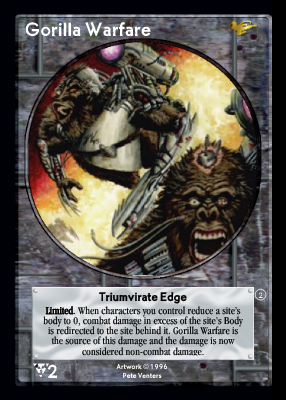 Gorilla Warfare
Triumvirate Edge
2
Limited. When characters you control reduce a site's
body to 0, combat damage in excess of the site's Body
is redirected to the site behind it. Gorilla Warfare is
the source of this damage and the damage is now
considered non-combat damage.
2
Artwork © 1996
Pete Venters